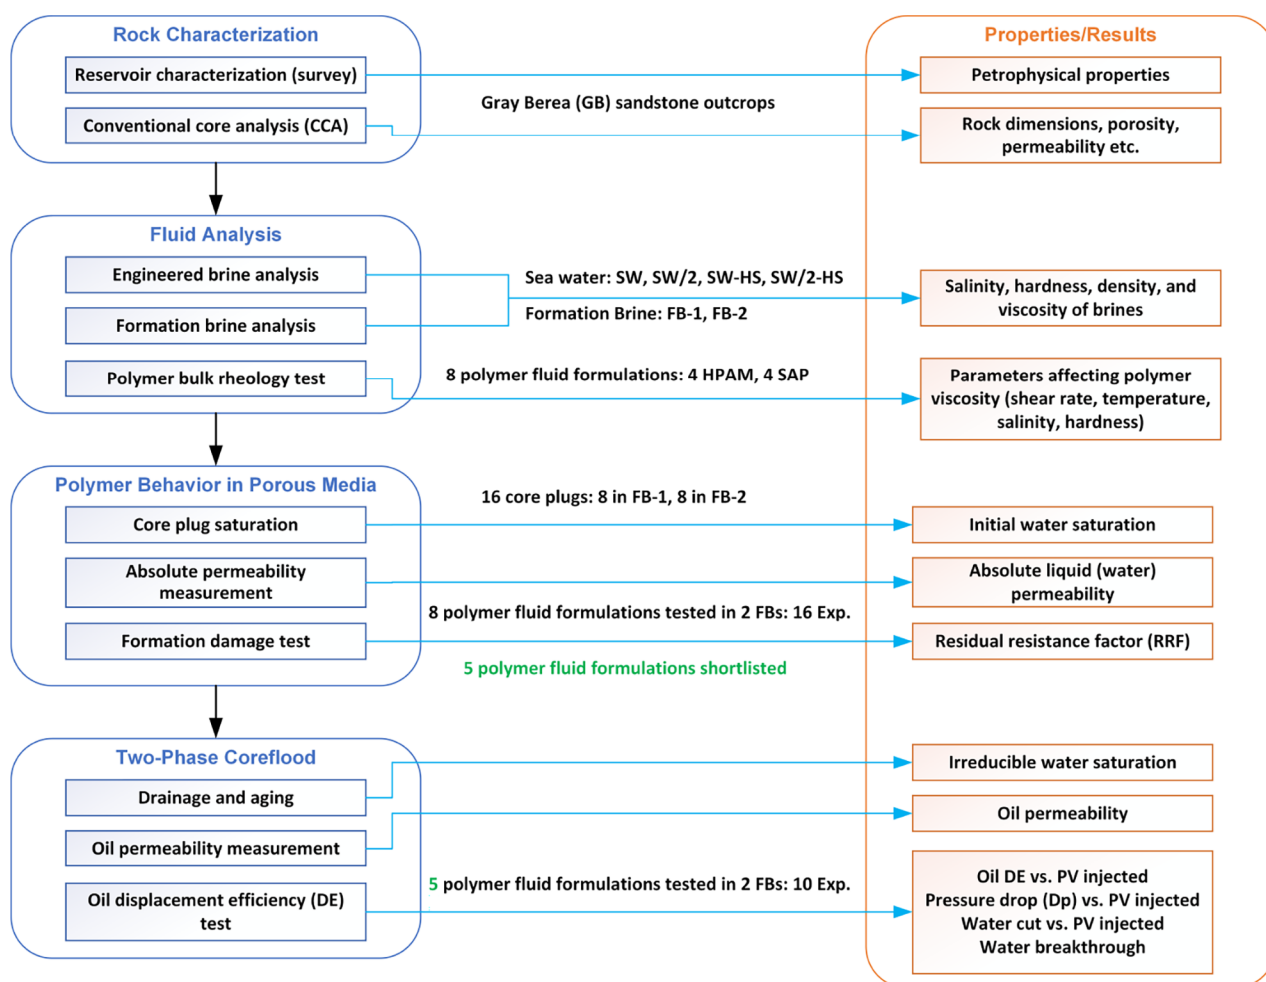 Rock Characterization
Properties/Results
Reservoir characterization (survey)
Petrophysical properties
Gray Berea (GB) sandstone outcrops
Conventional core analysis (CCA)
Rock dimensions, porosity,
permeability etc.
Fluid Analysis
Engineered brine analysis
Sea water: SW, SW/2, SW-HS, SW/2-HS
Salinity, hardness, density, and
viscosity of brines
Formation brine analysis
Formation Brine: FB-1, FB-2
Polymer bulk rheology test
8 polymer fluid formulations: 4 HPAM, 4 SAP
Parameters affecting polymer
viscosity (shear rate, temperature,
salinity, hardness)
Polymer Behavior in Porous Media
16 core plugs: 8 in FB-1, 8 in FB-2
Core plug saturation
Initial water saturation
Absolute permeability
measurement
Absolute liquid (water)
permeability
8 polymer fluid formulations tested in 2 FBs: 16 Exp.
Formation damage test
Residual resistance factor (RRF)
5 polymer fluid formulations shortlisted
Two-Phase Coreflood
Irreducible water saturation
Drainage and aging
Oil permeability
Oil permeability measurement
5 polymer fluid formulations tested in 2 FBs: 10 Exp.
Oil displacement efficiency (DE)
test
Oil DE vs. PV injected
Pressure drop (Dp) vs. PV injected
Water cut vs. PV injected
Water breakthrough